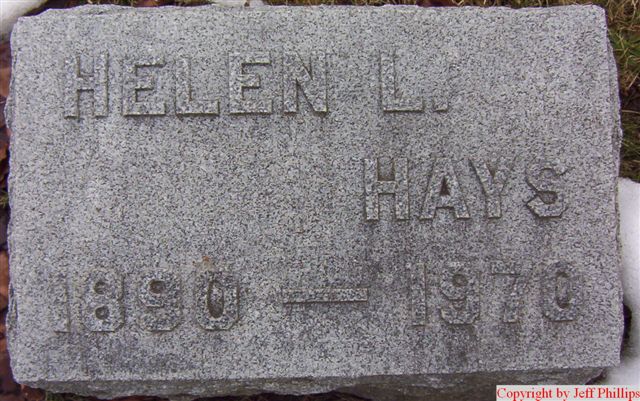 HELEN L.
HAYS
1890 — 1970
Copyright by Jeff Phillips